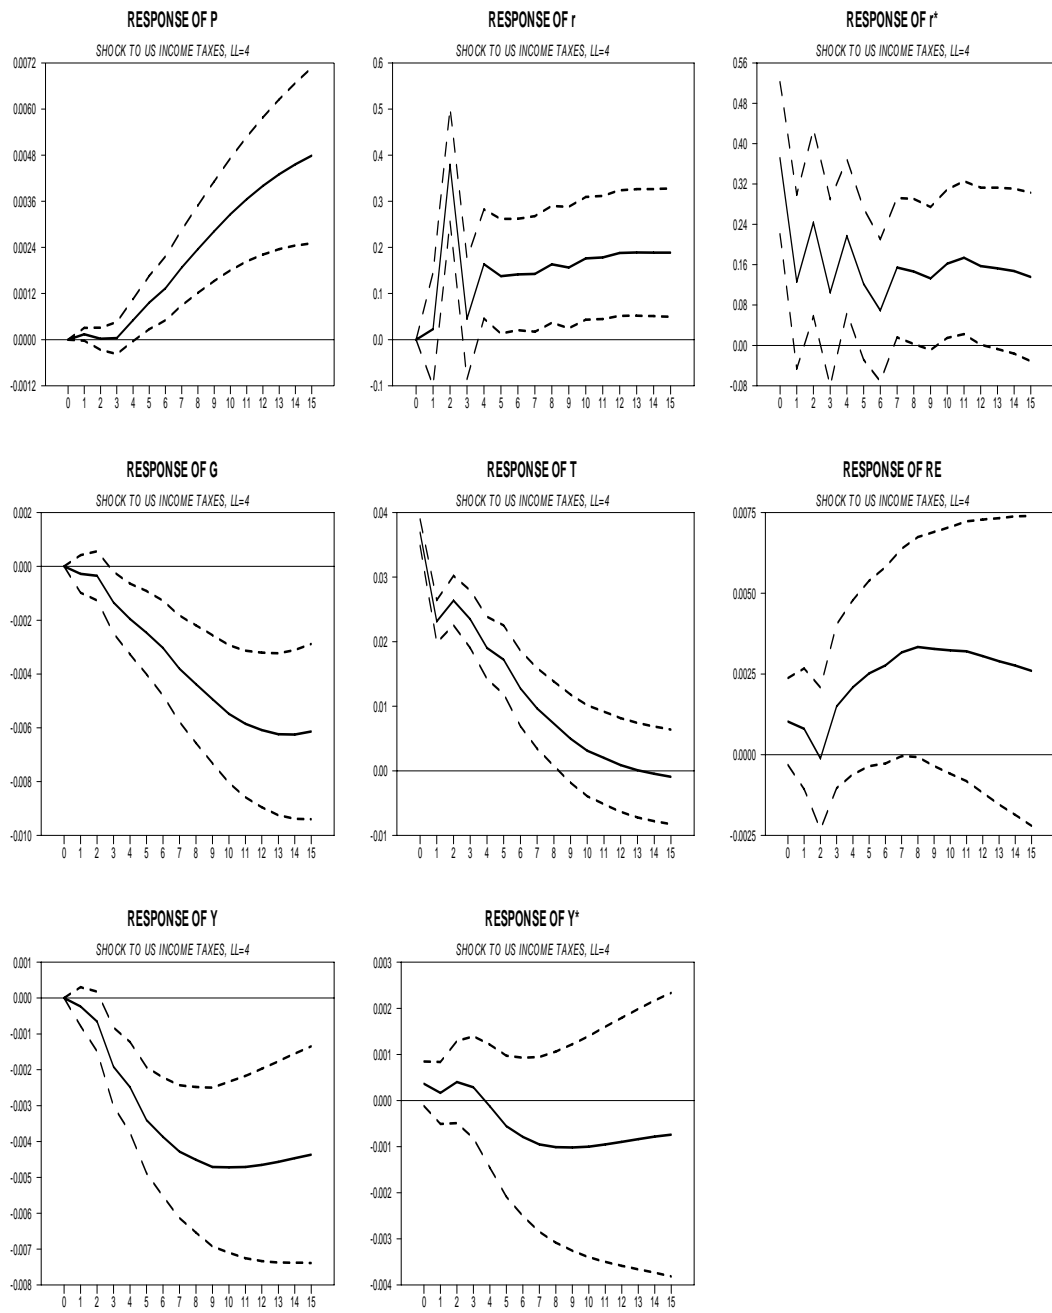 RESPONSE OF P
SHOCK TO US INCOME TAXES, LL=4
0.0072
0.0060
0.0048
0.0036
0.0024
0.0012
0.0000
-0.0012
0 1 2 3 4 5 6 7 8 9 10 11 12 13 14 15
RESPONSE OF r
SHOCK TO US INCOME TAXES, LL=4
0.6
0.5
0.4
0.3
0.2
0.1
0.0
-0.1
0 1 2 3 4 5 6 7 8 9 10 11 12 13 14 15
RESPONSE OF r*
SHOCK TO US INCOME TAXES, LL=4
0.56
0.48
0.40
0.32
0.24
0.16
0.08
0.00
-0.08
0 1 2 3 4 5 6 7 8 9 10 11 12 13 14 15
RESPONSE OF G
SHOCK TO US INCOME TAXES, LL=4
0.002
0.000
-0.002
-0.004
-0.006
-0.008
-0.010
0 1 2 3 4 5 6 7 8 9 10 11 12 13 14 15
RESPONSE OF T
SHOCK TO US INCOME TAXES, LL=4
0.04
0.03
0.02
0.01
0.00
-0.01
0 1 2 3 4 5 6 7 8 9 10 11 12 13 14 15
RESPONSE OF RE
SHOCK TO US INCOME TAXES, LL=4
0.0075
0.0050
0.0025
0.0000
-0.0025
0 1 2 3 4 5 6 7 8 9 10 11 12 13 14 15
RESPONSE OF Y
SHOCK TO US INCOME TAXES, LL=4
0.001
0.000
-0.001
-0.002
-0.003
-0.004
-0.005
-0.006
-0.007
-0.008
0 1 2 3 4 5 6 7 8 9 10 11 12 13 14 15
RESPONSE OF Y*
SHOCK TO US INCOME TAXES, LL=4
0.003
0.002
0.001
0.000
-0.001
-0.002
-0.003
-0.004
0 1 2 3 4 5 6 7 8 9 10 11 12 13 14 15